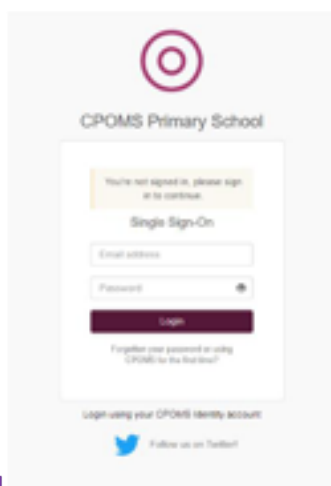 CPOMS Primary School
You're not signed in, please sign
in to continue.
Single Sign-On
Email address
Password
Login
Forgotten your password or using
CPOMS for the first time?
Login using your CPOMS Identity account
Follow us on Twitter!